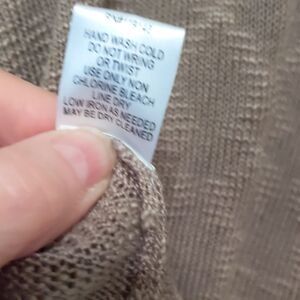 HAND WASH COLD
DO NOT WRING
OR TWIST
USE ONLY NON
CHLORINE BLEACH
LINE DRY
LOW IRON AS NEEDED
MAY BE DRY CLEANED